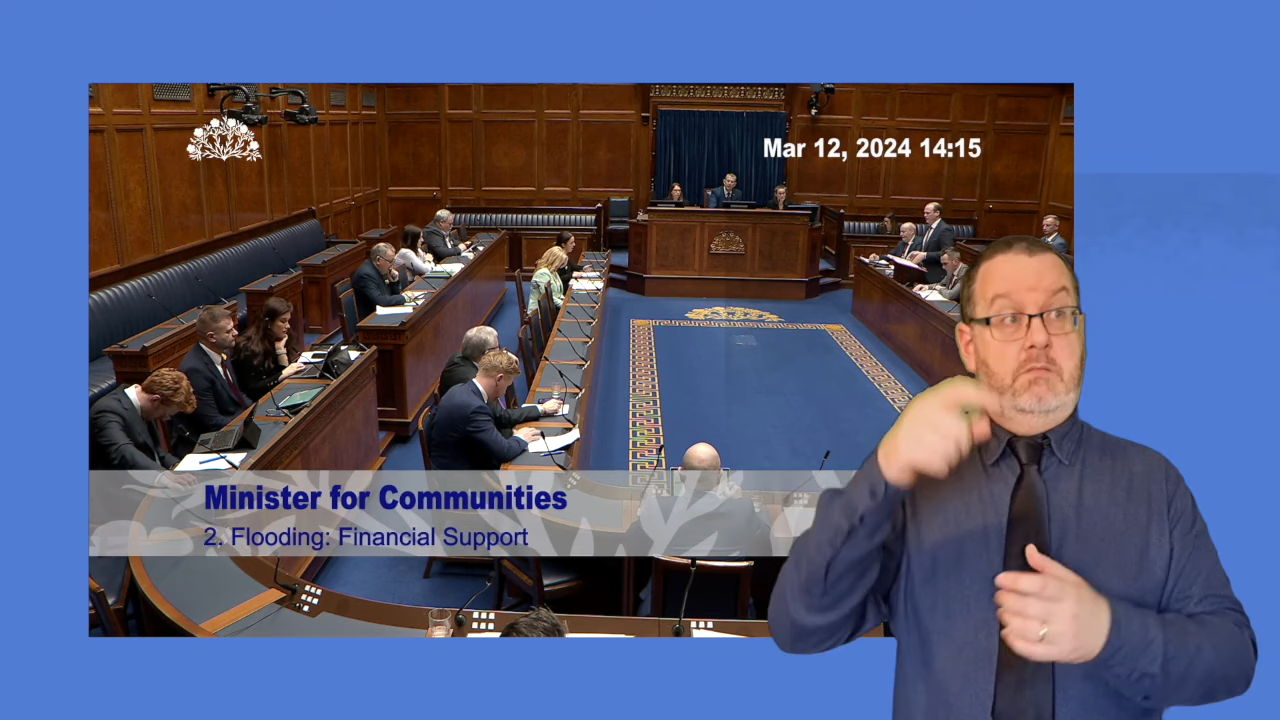 Mar 12, 2024 14:15
Minister for Communities
2. Flooding: Financial Support